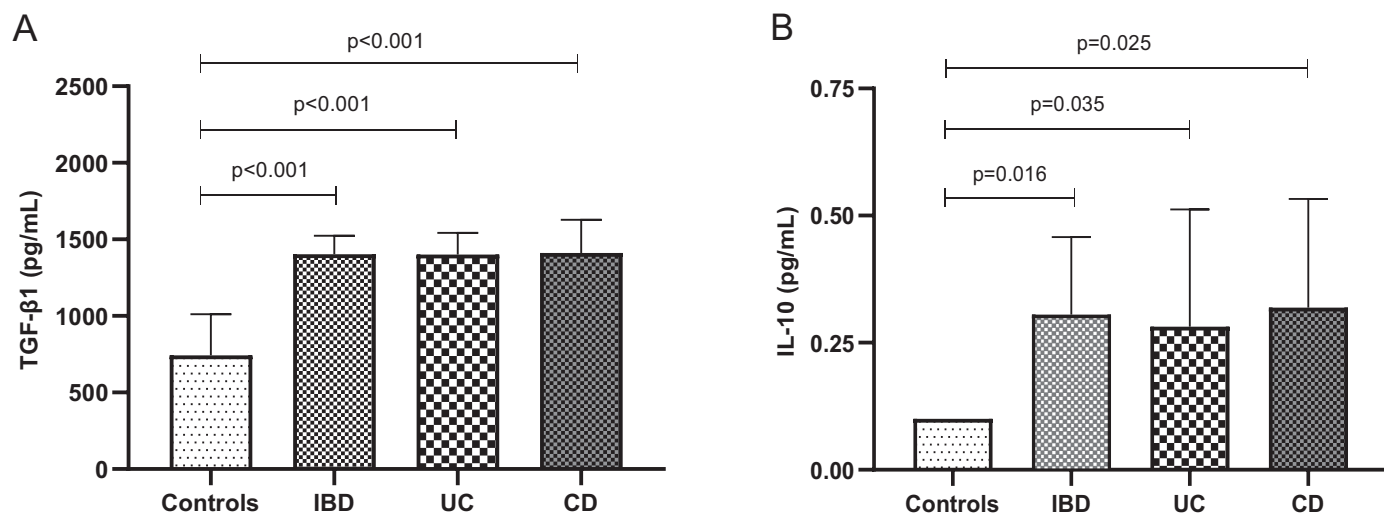 A
p<0.001
p<0.001
p<0.001
TGF-β1 (pg/mL)
2500
2000
1500
1000
500
0
Controls IBD UC CD
B
p=0.025
p=0.035
p=0.016
IL-10 (pg/mL)
0.75
0.50
0.25
0.00
Controls IBD UC CD